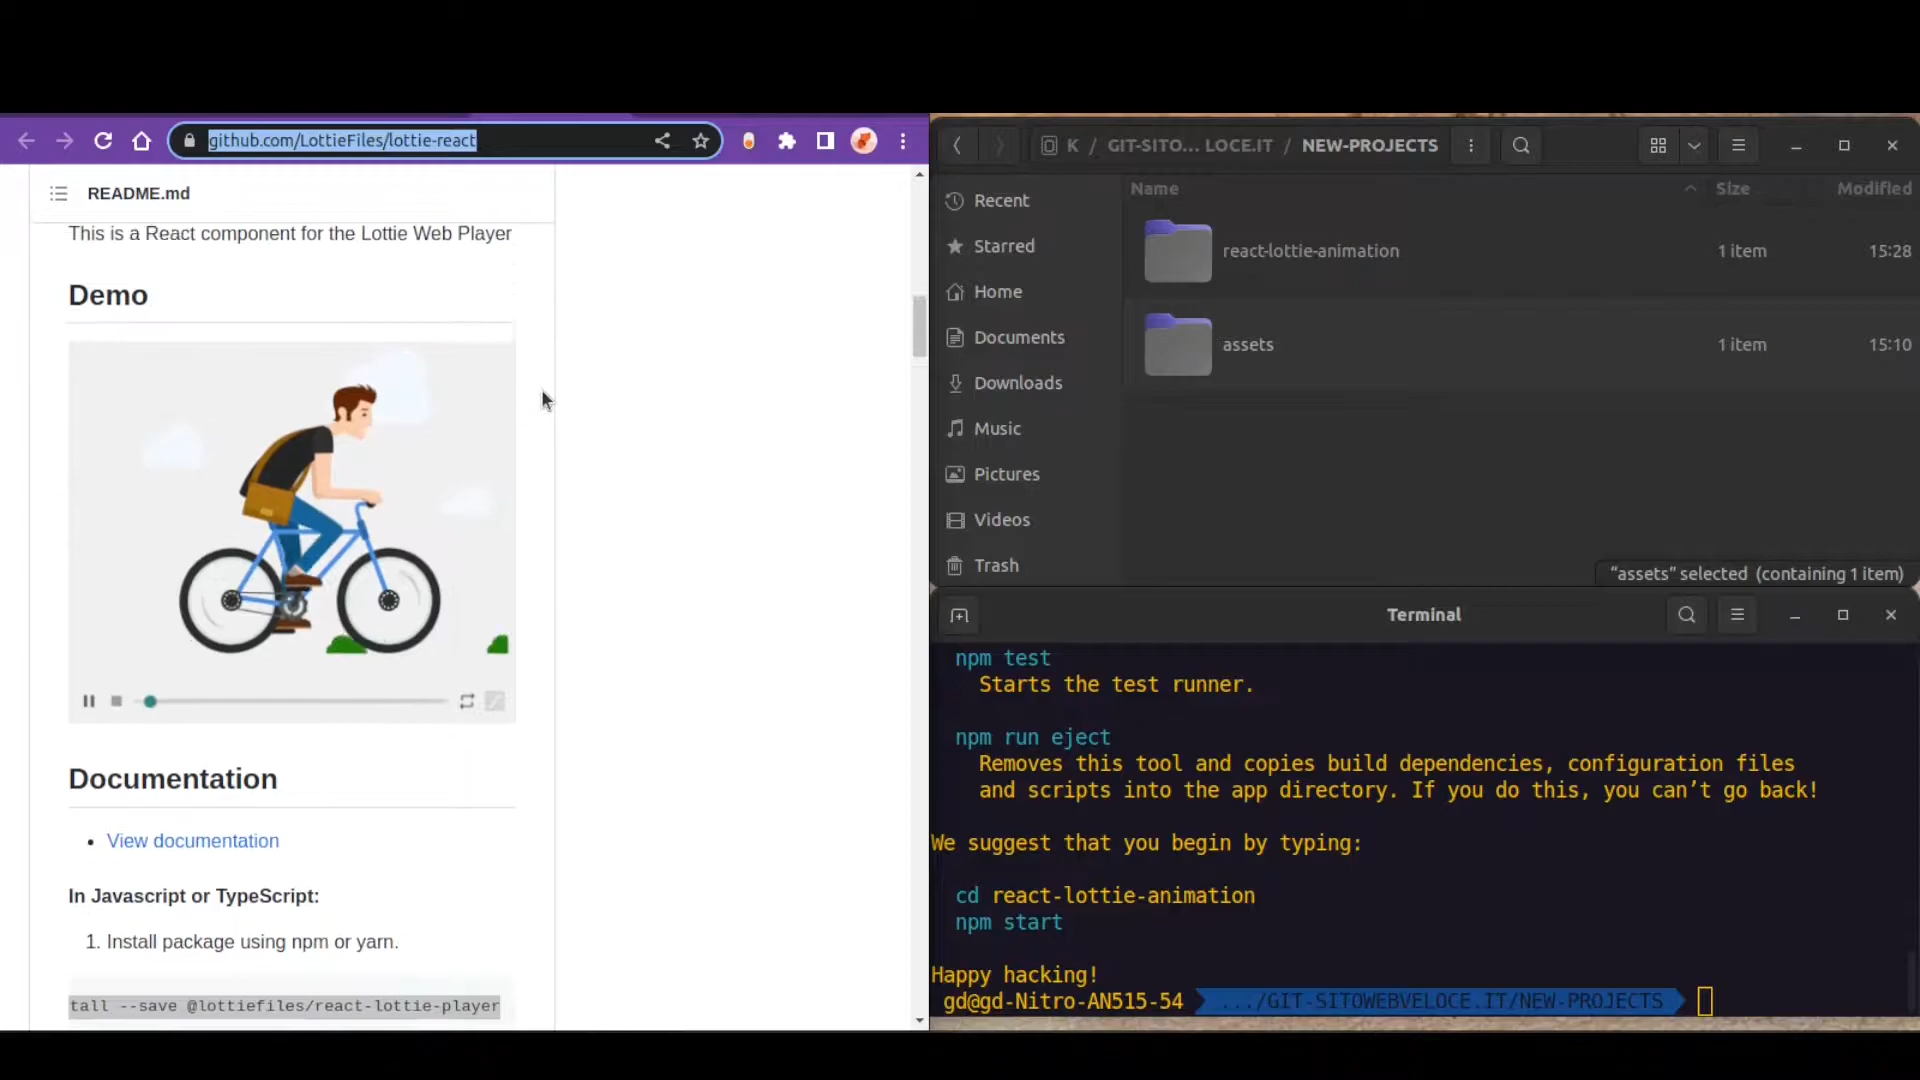 github.com/LottieFiles/lottie-react
README.md
This is a React component for the Lottie Web Player
Demo
Documentation
View documentation
In Javascript or TypeScript:
1. Install package using npm or yarn.
tall --save @lottiefiles/react-lottie-player
K / GIT-SITO... LOCE.IT / NEW-PROJECTS
Recent
Starred
Home
Documents
Downloads
Music
Pictures
Videos
Trash
Name Size Modified
react-lottie-animation 1 item 15:28
assets 1 item 15:10
“assets” selected (containing 1 item)
Terminal
npm test
Starts the test runner.
npm run eject
Removes this tool and copies build dependencies, configuration files
and scripts into the app directory. If you do this, you can’t go back!
We suggest that you begin by typing:
cd react-lottie-animation
npm start
Happy hacking!
gd@gd-Nitro-AN515-54 .../GIT-SITOWEBVELOCE.IT/NEW-PROJECTS